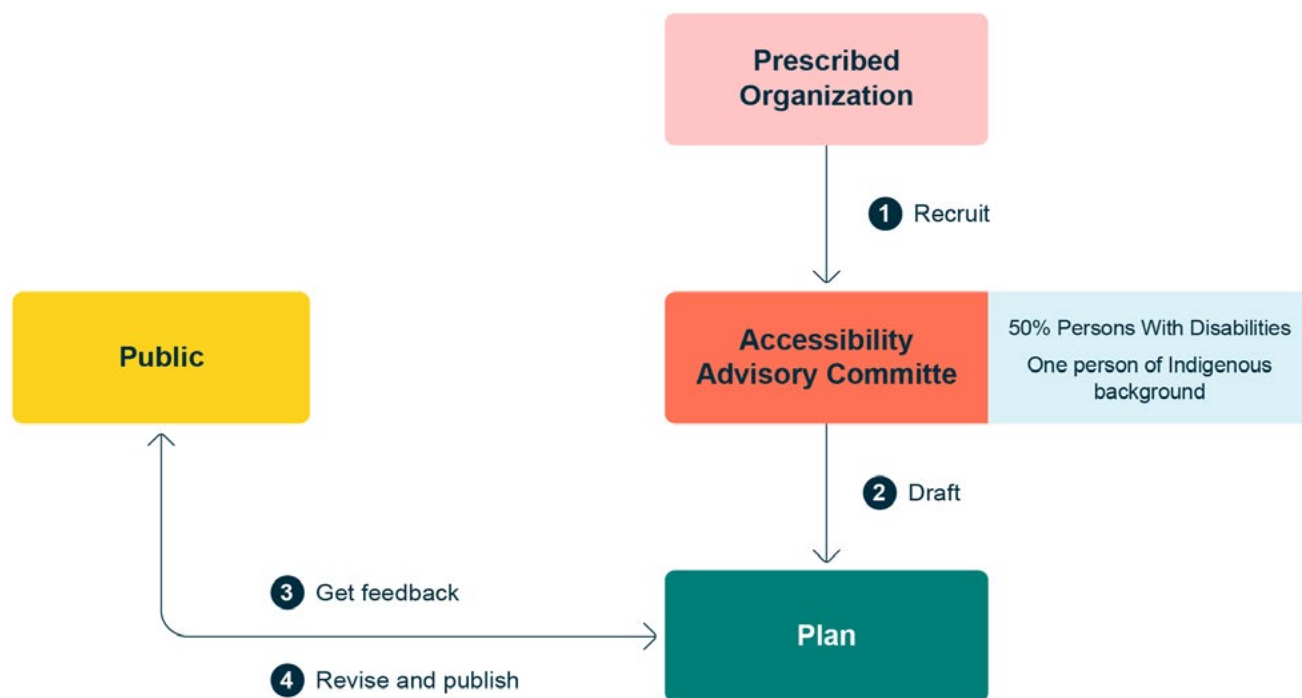 Prescribed
Organization
1 Recruit
Public
Accessibility
Advisory Committe
50% Persons With Disabilities
One person of Indigenous
background
2 Draft
3 Get feedback
Plan
4 Revise and publish